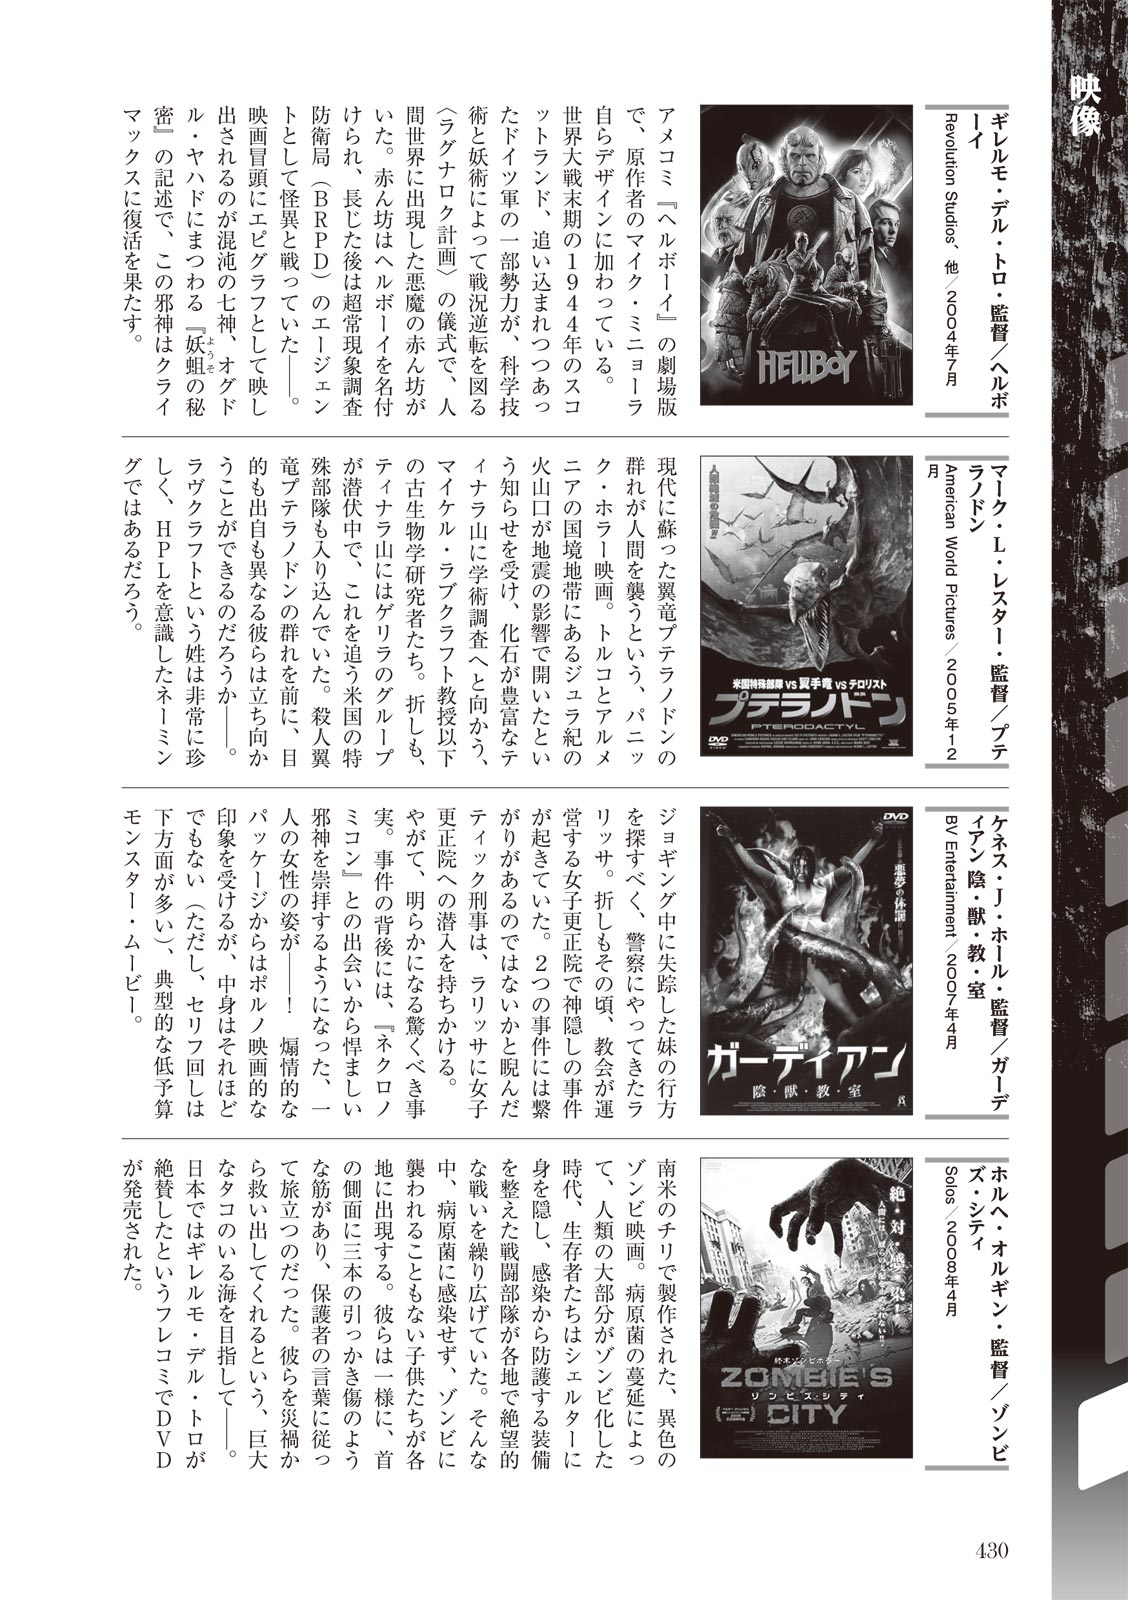 映像
ギレルモ・デル・トロ・監督／ヘルボ
ーイ
Revolution Studios、他／2004年7月
HELLBOY
アメコミ『ヘルボーイ』の劇場版
で、原作者のマイク・ミニョーラ
自らデザインに加わっている。
世界大戦末期の1944年のスコ
ットランド、追い込まれつつあっ
たドイツ軍の一部勢力が、科学技
術と妖術によって戦況逆転を図る
〈ラグナロク計画〉の儀式で、人
間世界に出現した悪魔の赤ん坊が
いた。赤ん坊はヘルボーイを名付
けられ、長じた後は超常現象調査
防衛局（BRPD）のエージェン
トとして怪異と戦っていた――。
映画冒頭にエピグラフとして映し
出されるのが混沌の七神、オグド
ル・ヤハドにまつわる『妖蛆の秘
ようそ
密』の記述で、この邪神はクライ
マックスに復活を果たす。
マーク・L・レスター・監督／プテ
ラノドン
American World Pictures／2005年12
月
米国特殊部隊 VS 翼手竜 VS テロリスト
プテラノドン
PTERODACTYL
DVD
VIDEO
現代に蘇った翼竜プテラノドンの
群れが人間を襲うという、パニッ
ク・ホラー映画。トルコとアルメ
ニアの国境地帯にあるジュラ紀の
火山口が地震の影響で開いたとい
う知らせを受け、化石が豊富なテ
ィナラ山に学術調査へと向かう、
マイケル・ラブクラフト教授以下
の古生物学研究者たち。折しも、
ティナラ山にはゲリラのグループ
が潜伏中で、これを追う米国の特
殊部隊も入り込んでいた。殺人翼
竜プテラノドンの群れを前に、目
的も出自も異なる彼らは立ち向か
うことができるのだろうか――。
ラヴクラフトという姓は非常に珍
しく、HPLを意識したネーミン
グではあるだろう。
ケネス・J・ホール・監督／ガーデ
ィアン 陰・獣・教・室
BV Entertainment／2007年4月
DVD
悪夢の体罰
ガーディアン
陰・獣・教・室
ジョギング中に失踪した妹の行方
を探すべく、警察にやってきたラ
リッサ。折しもその頃、教会が運
営する女子更正院で神隠しの事件
が起きていた。2つの事件には繋
がりがあるのではないかと睨んだ
ティック刑事は、ラリッサに女子
更正院への潜入を持ちかける。
やがて、明らかになる驚くべき事
実。事件の背後には、『ネクロノ
ミコン』との出会いから悍ましい
邪神を崇拝するようになった、一
人の女性の姿が――！　煽情的な
パッケージからはポルノ映画的な
印象を受けるが、中身はそれほど
でもない（ただし、セリフ回しは
下方面が多い）、典型的な低予算
モンスター・ムービー。
ホルヘ・オルギン・監督／ゾンビ
ズ・シティ
Solos／2008年4月
絶・対・感・染！
終末ゾンビホラー
ZOMBIE'S
ゾンビズ・シティ
CITY
南米のチリで製作された、異色の
ゾンビ映画。病原菌の蔓延によっ
て、人類の大部分がゾンビ化した
時代、生存者たちはシェルターに
身を隠し、感染から防護する装備
を整えた戦闘部隊が各地で絶望的
な戦いを繰り広げていた。そんな
中、病原菌に感染せず、ゾンビに
襲われることもない子供たちが各
地に出現する。彼らは一様に、首
の側面に三本の引っかき傷のよう
な筋があり、保護者の言葉に従っ
て旅立つのだった。彼らを災禍か
ら救い出してくれるという、巨大
なタコのいる海を目指して――。
日本ではギレルモ・デル・トロが
絶賛したというフレコミでDVD
が発売された。
430